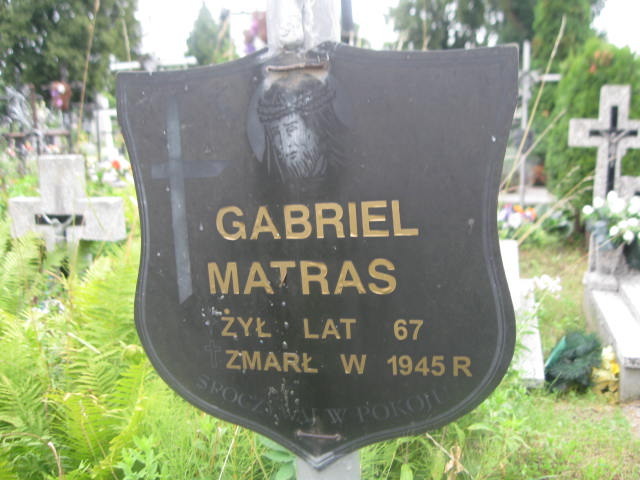 GABRIEL
MATRAS
ŻYŁ LAT 67
ZMARŁ W 1945 R
SPOCZYWAJ W POKOJU